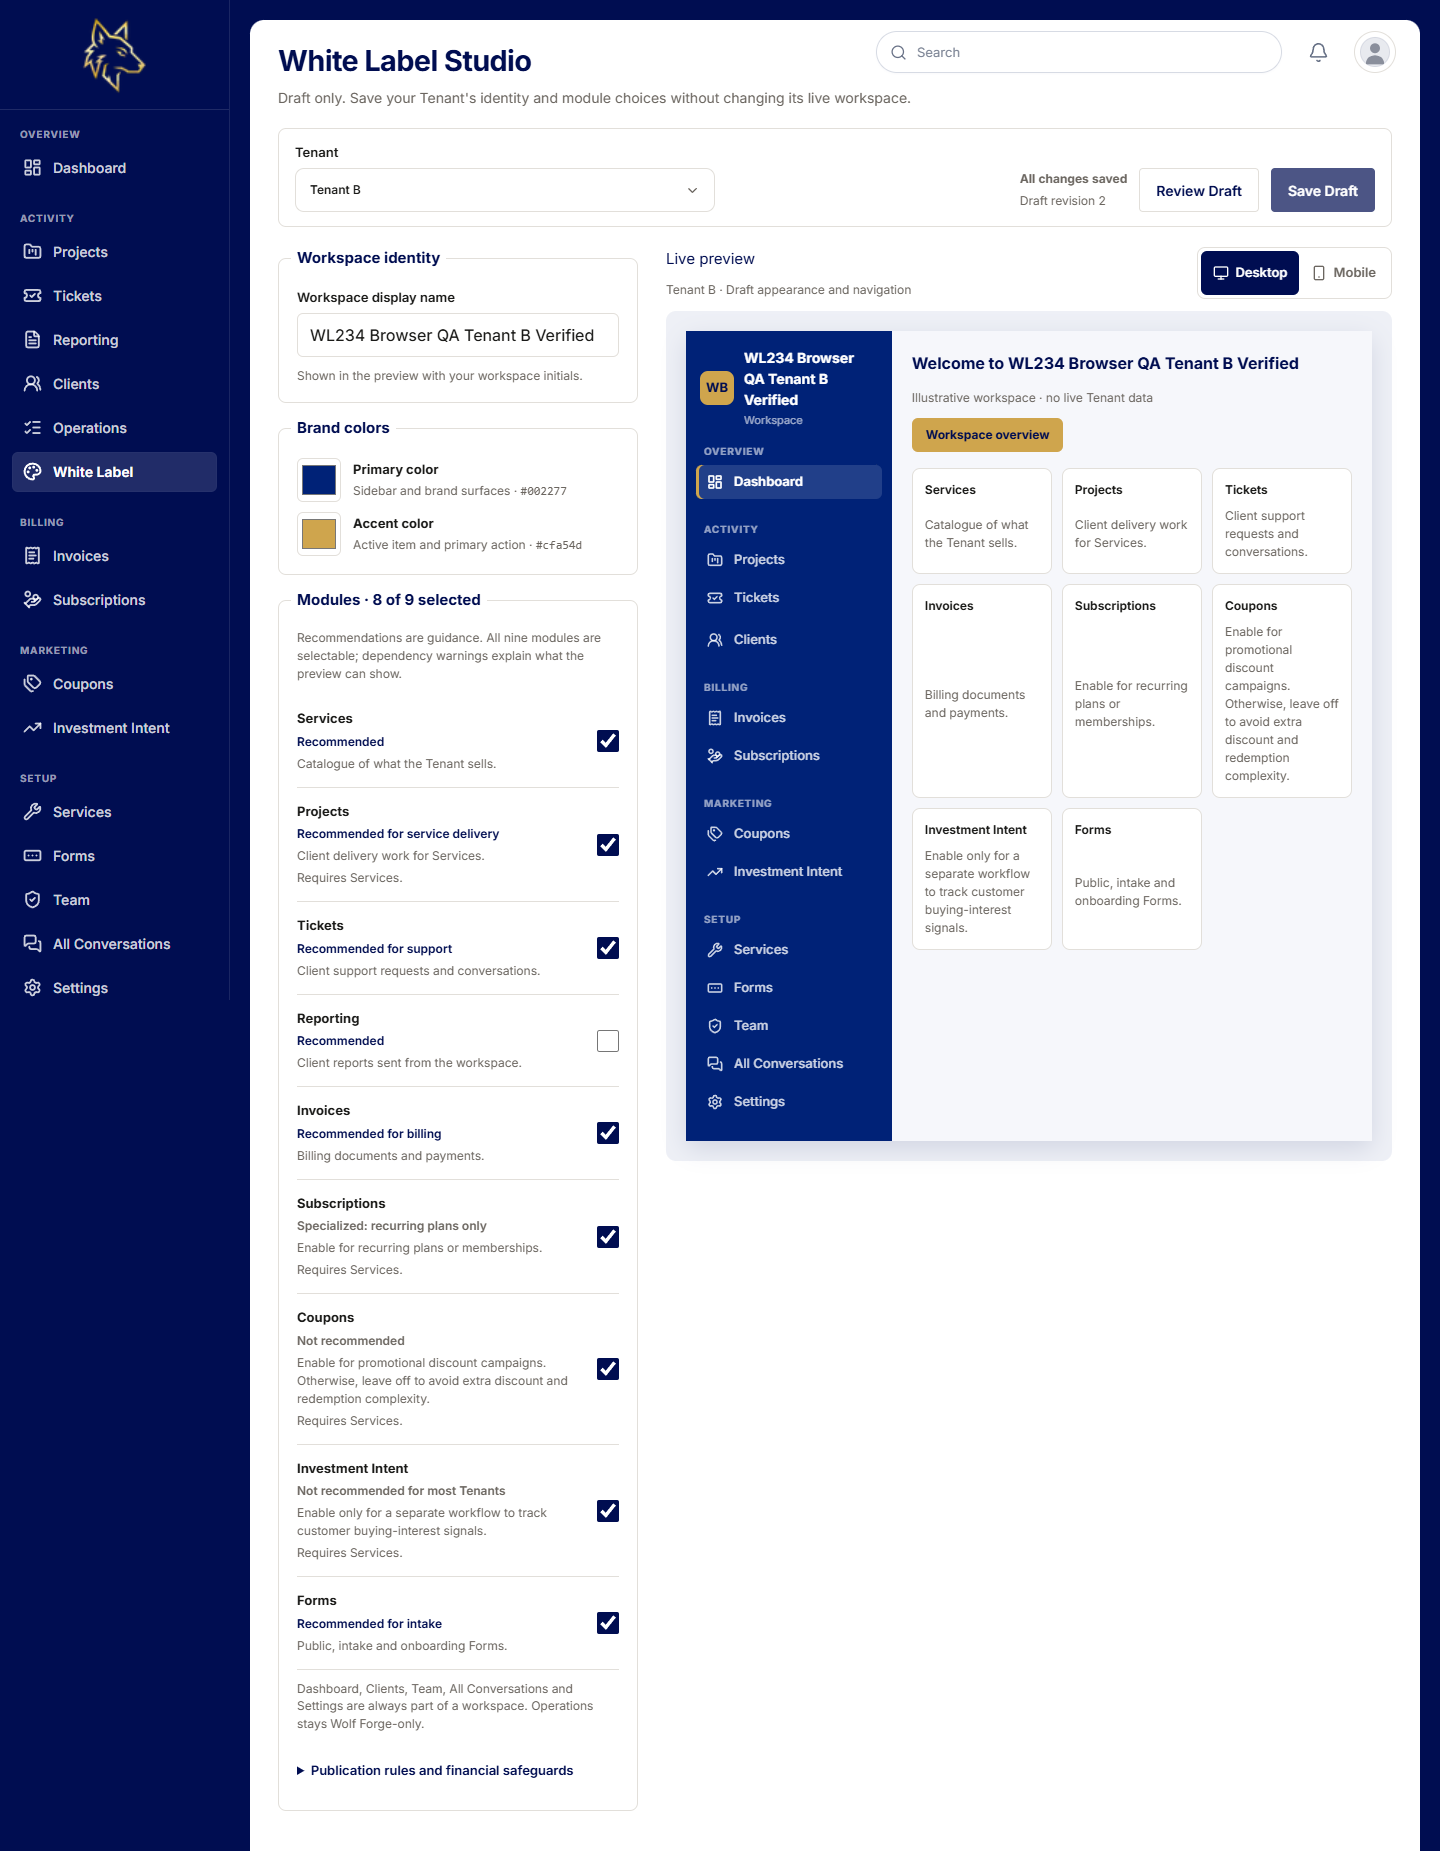 OVERVIEW
Dashboard
ACTIVITY
Projects
Tickets
Reporting
Clients
Operations
White Label
BILLING
Invoices
Subscriptions
MARKETING
Coupons
Investment Intent
SETUP
Services
Forms
Team
All Conversations
Settings
White Label Studio
Search
Draft only. Save your Tenant's identity and module choices without changing its live workspace.
Tenant
Tenant B
All changes saved
Draft revision 2
Review Draft
Save Draft
Workspace identity
Workspace display name
WL234 Browser QA Tenant B Verified
Shown in the preview with your workspace initials.
Brand colors
Primary color
Sidebar and brand surfaces · #002277
Accent color
Active item and primary action · #cfa54d
Modules · 8 of 9 selected
Recommendations are guidance. All nine modules are
selectable; dependency warnings explain what the
preview can show.
Services
Recommended
Catalogue of what the Tenant sells.
Projects
Recommended for service delivery
Client delivery work for Services.
Requires Services.
Tickets
Recommended for support
Client support requests and conversations.
Reporting
Recommended
Client reports sent from the workspace.
Invoices
Recommended for billing
Billing documents and payments.
Subscriptions
Specialized: recurring plans only
Enable for recurring plans or memberships.
Requires Services.
Coupons
Not recommended
Enable for promotional discount campaigns.
Otherwise, leave off to avoid extra discount and
redemption complexity.
Requires Services.
Investment Intent
Not recommended for most Tenants
Enable only for a separate workflow to track
customer buying-interest signals.
Requires Services.
Forms
Recommended for intake
Public, intake and onboarding Forms.
Dashboard, Clients, Team, All Conversations and
Settings are always part of a workspace. Operations
stays Wolf Forge-only.
Publication rules and financial safeguards
Live preview
Tenant B · Draft appearance and navigation
Desktop
Mobile
WB
WL234 Browser
QA Tenant B
Verified
Workspace
OVERVIEW
Dashboard
ACTIVITY
Projects
Tickets
Clients
BILLING
Invoices
Subscriptions
MARKETING
Coupons
Investment Intent
SETUP
Services
Forms
Team
All Conversations
Settings
Welcome to WL234 Browser QA Tenant B Verified
Illustrative workspace · no live Tenant data
Workspace overview
Services
Catalogue of what
the Tenant sells.
Projects
Client delivery work
for Services.
Tickets
Client support
requests and
conversations.
Invoices
Billing documents
and payments.
Subscriptions
Enable for recurring
plans or
memberships.
Coupons
Enable for
promotional
discount
campaigns.
Otherwise, leave off
to avoid extra
discount and
redemption
complexity.
Investment Intent
Enable only for a
separate workflow
to track customer
buying-interest
signals.
Forms
Public, intake and
onboarding Forms.